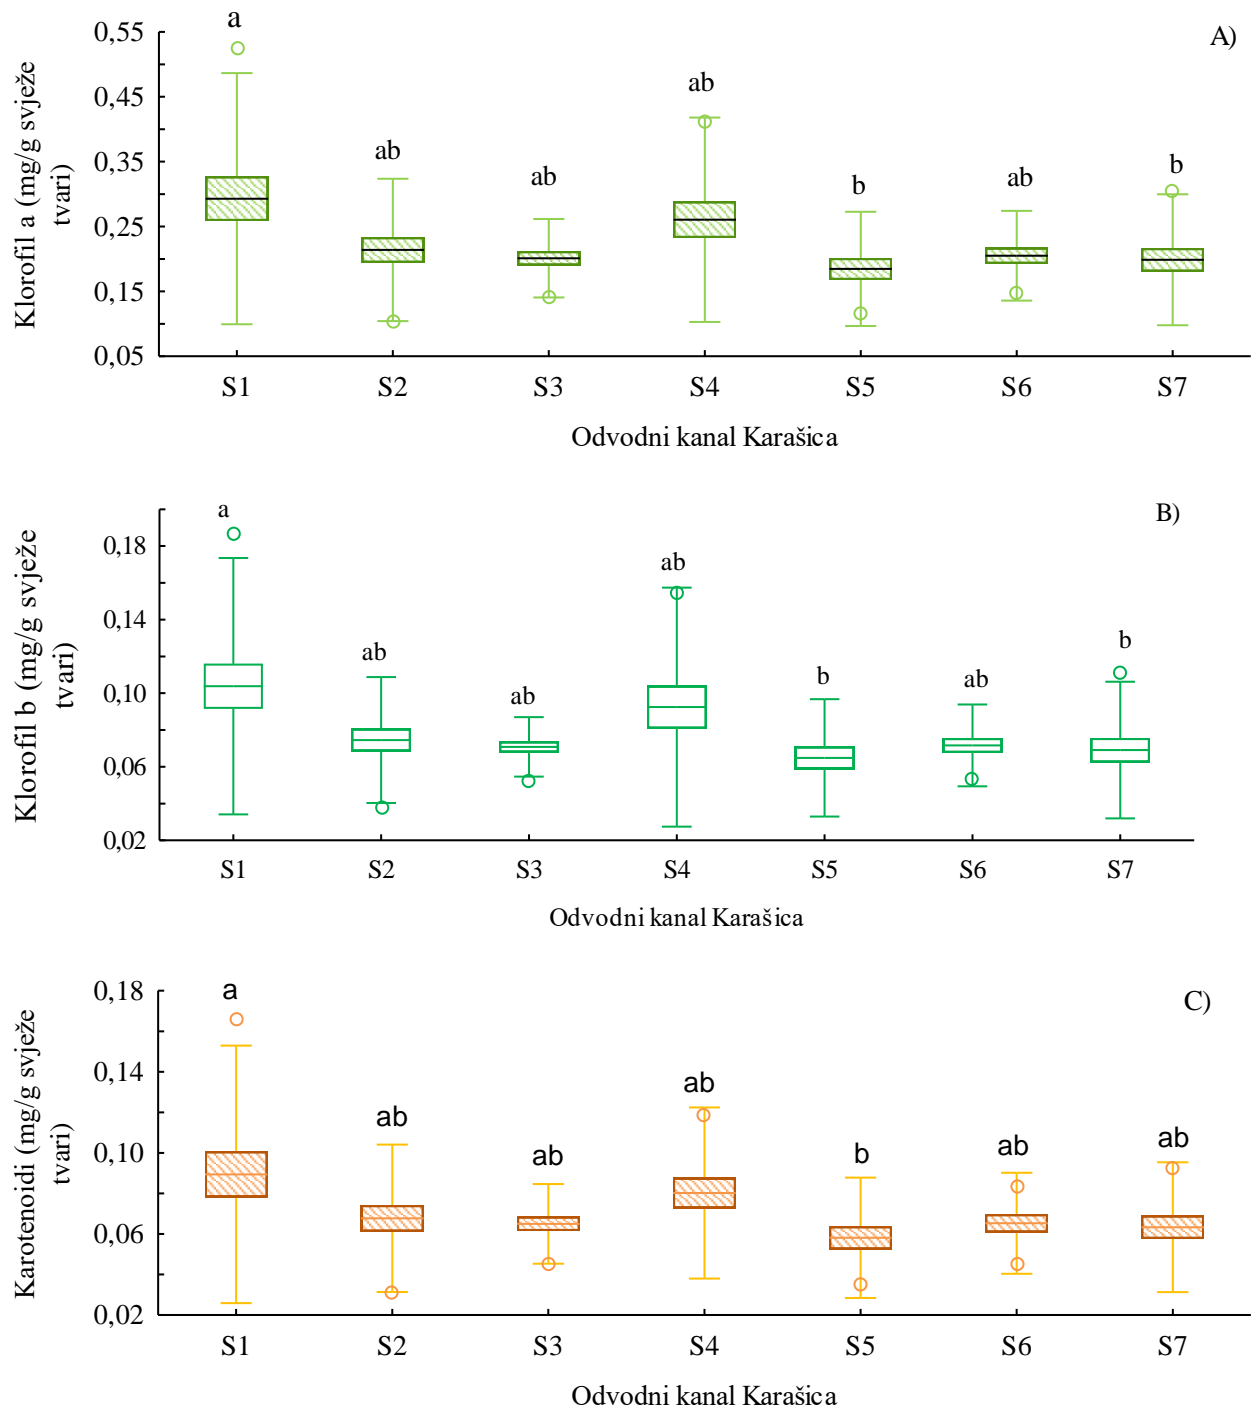 a
A)
0,55
ab
0,45
ab
ab
ab
b
b
0,35
0,25
0,15
0,05
Klorofil a (mg/g svježe
tvari)
S1 S2 S3 S4 S5 S6 S7
Odvodni kanal Karašica
a
B)
0,18
ab
0,14
ab
ab
b
ab
b
0,10
0,06
0,02
Klorofil b (mg/g svježe
tvari)
S1 S2 S3 S4 S5 S6 S7
Odvodni kanal Karašica
0,18
a
C)
0,14
ab
ab
ab
b
ab
ab
0,10
0,06
0,02
Karotenoidi (mg/g svježe
tvari)
S1 S2 S3 S4 S5 S6 S7
Odvodni kanal Karašica